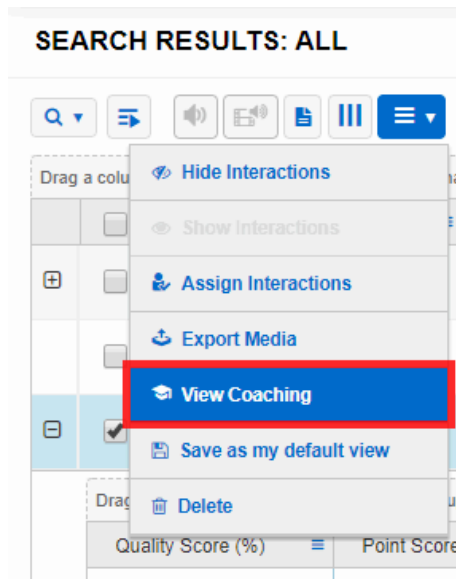 SEARCH RESULTS: ALL
Drag a colu
Hide Interactions
Show Interactions
Assign Interactions
Export Media
View Coaching
Save as my default view
Delete
Drag
Quality Score (%)
Point Score